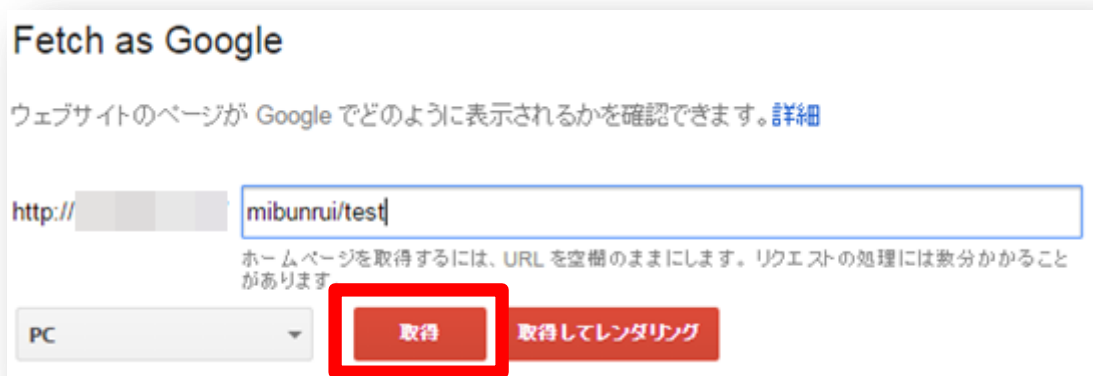 Fetch as Google
ウェブサイトのページが Google でどのように表示されるかを確認できます。詳細
http:// mibunrui/test
ホームページを取得するには、URL を空欄のままにします。リクエストの処理には数分かかること
があります
PC 取得 取得してレンダリング